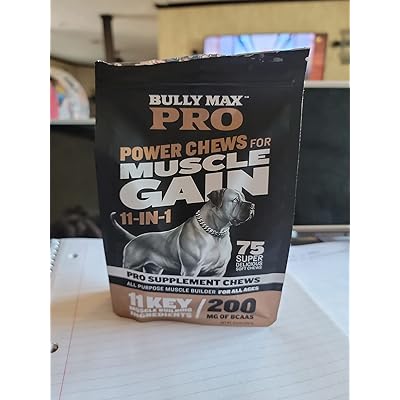 BULLY MAX™
PRO
POWER CHEWS FOR
MUSCLE
GAIN
11-IN-1
75
SUPER
DELICIOUS
SOFT CHEWS
PRO SUPPLEMENT CHEWS
ALL PURPOSE MUSCLE BUILDER FOR ALL AGES
11 KEY
MUSCLE BUILDING
INGREDIENTS
200
MG OF BCAAS